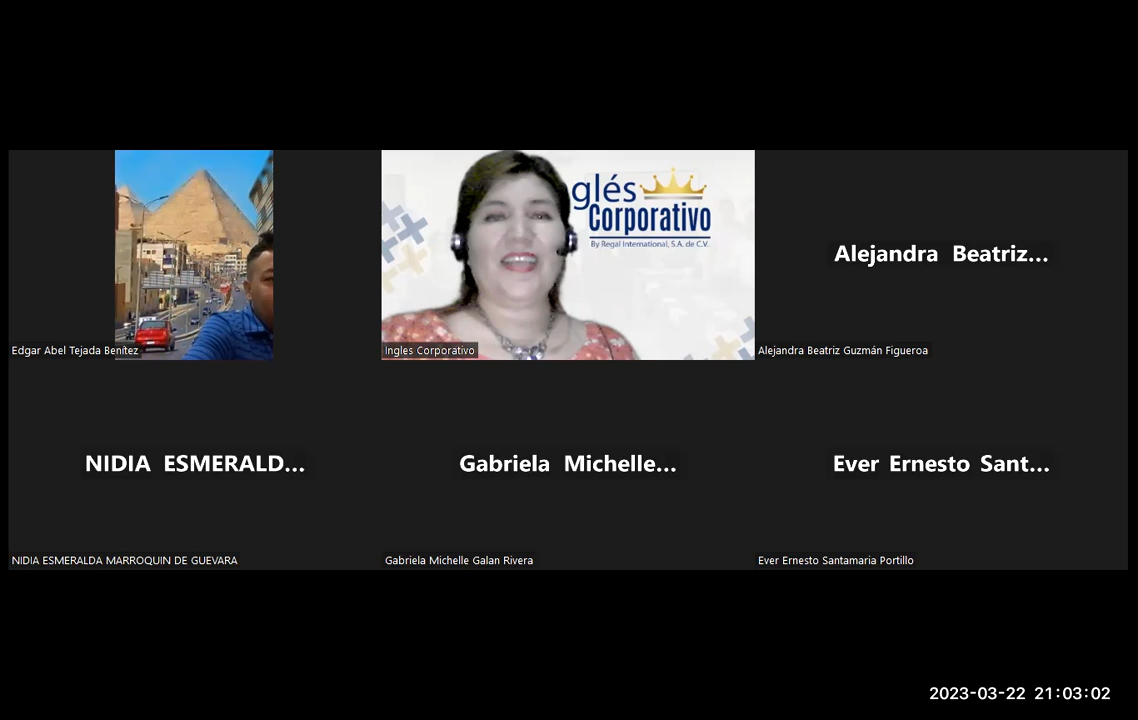 glés
Corporativo
By Regal International, S.A. de C.V.
Alejandra Beatriz...
Edgar Abel Tejada Benítez
Ingles Corporativo
Alejandra Beatriz Guzmán Figueroa
NIDIA ESMERALD...
Gabriela Michelle...
Ever Ernesto Sant...
NIDIA ESMERALDA MARROQUIN DE GUEVARA
Gabriela Michelle Galan Rivera
Ever Ernesto Santamaria Portillo
2023-03-22 21:03:02